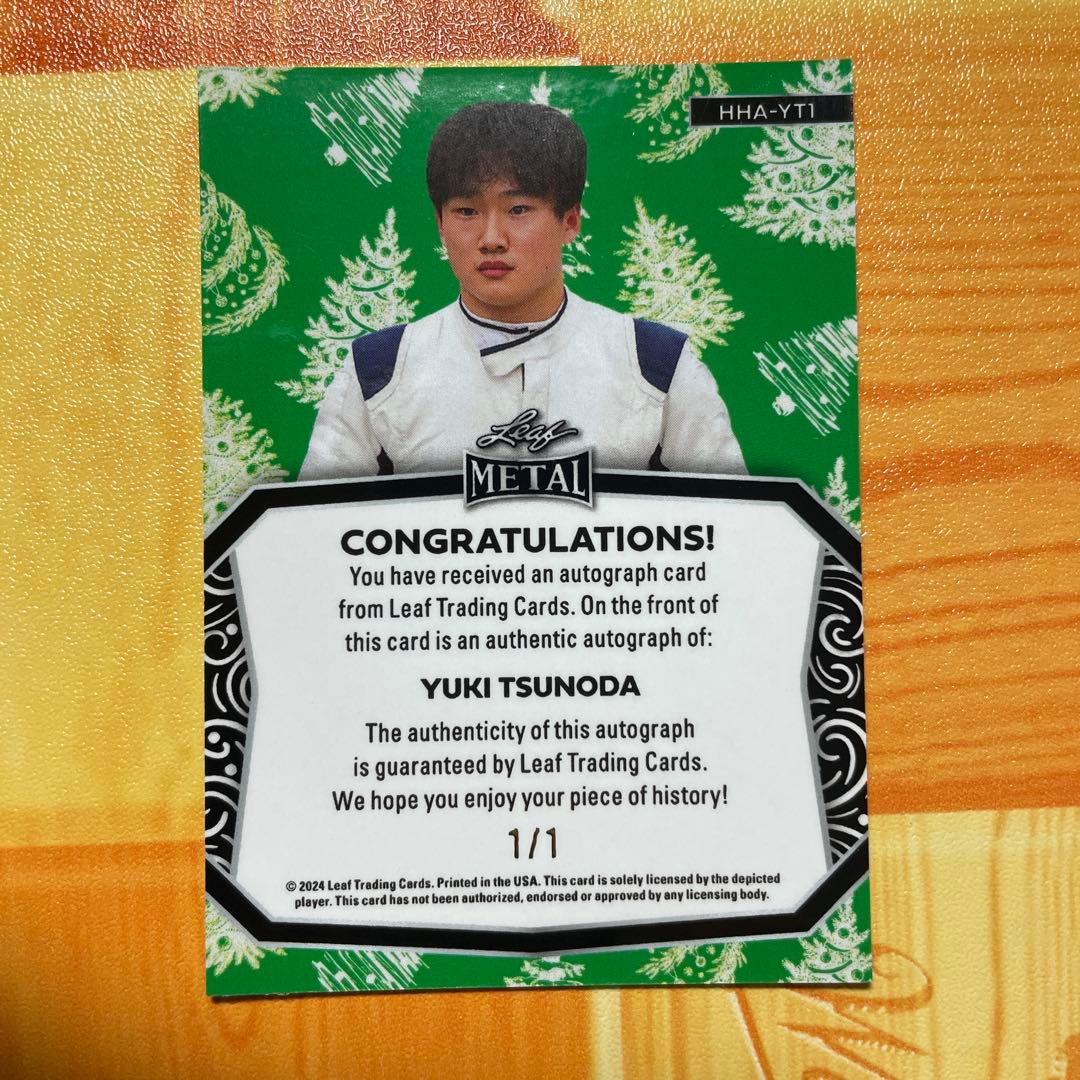 HHA-YT1
Leaf
METAL
CONGRATULATIONS!
You have received an autograph card
from Leaf Trading Cards. On the front of
this card is an authentic autograph of:
YUKI TSUNODA
The authenticity of this autograph
is guaranteed by Leaf Trading Cards.
We hope you enjoy your piece of history!
1/1
© 2024 Leaf Trading Cards. Printed in the USA. This card is solely licensed by the depicted
player. This card has not been authorized, endorsed or approved by any licensing body.